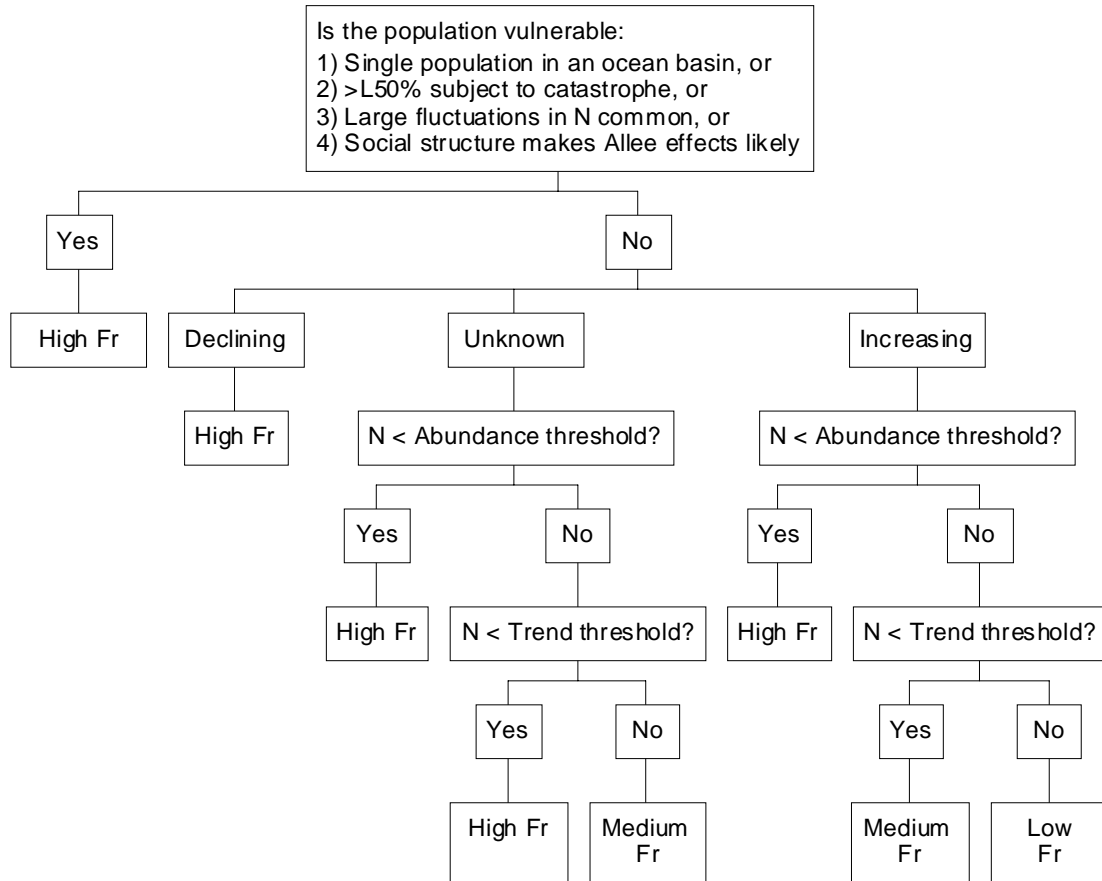 Is the population vulnerable:
1) Single population in an ocean basin, or
2) >L50% subject to catastrophe, or
3) Large fluctuations in N common, or
4) Social structure makes Allee effects likely
Yes
No
High Fr
Declining
Unknown
Increasing
High Fr
N < Abundance threshold?
N < Abundance threshold?
Yes
No
Yes
No
High Fr
N < Trend threshold?
High Fr
N < Trend threshold?
Yes
No
Yes
No
High Fr
Medium
Fr
Medium
Fr
Low
Fr